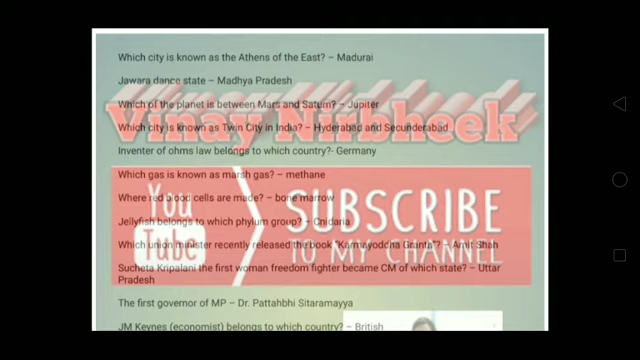 Which city is known as the Athens of the East? – Madurai
Jawara dance state – Madhya Pradesh
Which of the planet is between Mars and Saturn? – Jupiter
Vinay Nirbheek
Which city is known as Twin City in India? – Hyderabad and Secunderabad
Inventer of ohms law belongs to which country?- Germany
Which gas is known as marsh gas? – methane
Where red blood cells are made? – bone marrow
You
Tube
SUBSCRIBE
TO MY CHANNEL
Jellyfish belongs to which phylum group? – Cnidaria
Which union minister recently released the book "Karmayoddha Granth"? – Amit Shah
Sucheta Kripalani the first woman freedom fighter became CM of which state? – Uttar
Pradesh
The first governor of MP – Dr. Pattahbhi Sitaramayya
JM Keynes (economist) belongs to which country? – British